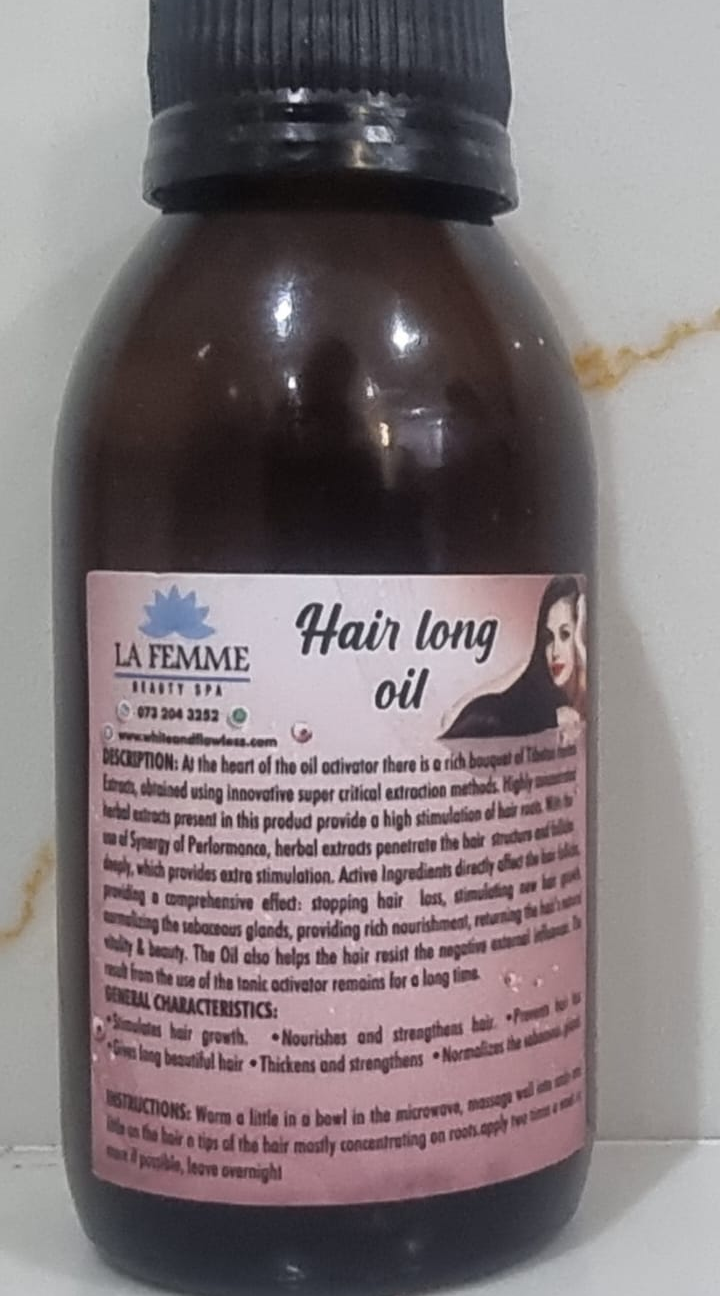 Hair long
oil
LA FEMME
BEAUTY SPA
073 204 3252
www.whiteandflawless.com
DESCRIPTION: At the heart of the oil activator there is a rich bouquet of Tibetan
Extracts, obtained using innovative super critical extraction methods. Highly concentrated
herbal extracts present in this product provide a high stimulation of hair roots. With the
use of Synergy of Performance, herbal extracts penetrate the hair structure and follicles
deeply, which provides extra stimulation. Active Ingredients directly affect the hair follicles,
providing a comprehensive effect: stopping hair loss, stimulating new hair growth,
normalizing the sebaceous glands, providing rich nourishment, returning the hair's natural
vitality & beauty. The Oil also helps the hair resist the negative external influence. The
result from the use of the tonic activator remains for a long time.
GENERAL CHARACTERISTICS:
•Stimulates hair growth. •Nourishes and strengthens hair. •Prevents hair loss
•Gives long beautiful hair •Thickens and strengthens •Normalizes the sebaceous gland
INSTRUCTIONS: Warm a little in a bowl in the microwave, massage well into scalp and
little on the hair n tips of the hair mostly concentrating on roots.apply two times a week or
more if possible, leave overnight